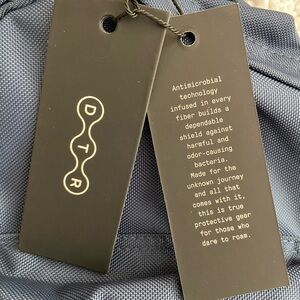 DTR
Antimicrobial
technology
infused in every
fiber builds a
dependable
shield against
harmful and
odor-causing
bacteria.
Made for the
unknown journey
and all that
comes with it,
this is true
protective gear
for those who
dare to roam.